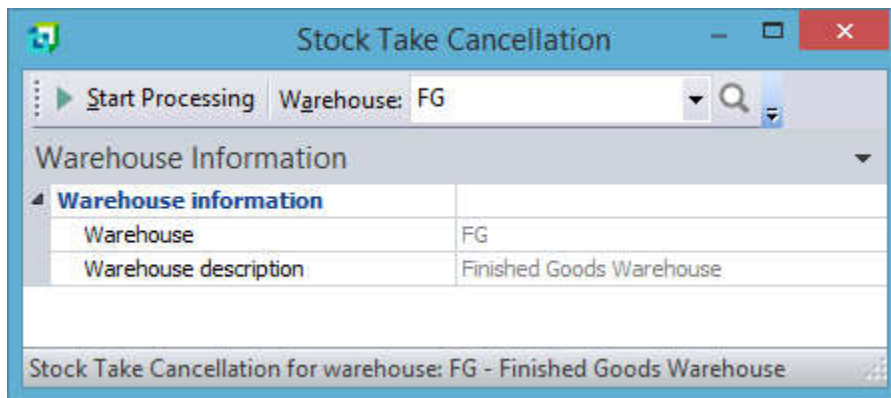 Stock Take Cancellation
Start Processing Warehouse: FG
Warehouse Information
Warehouse information
Warehouse FG
Warehouse description Finished Goods Warehouse
Stock Take Cancellation for warehouse: FG - Finished Goods Warehouse